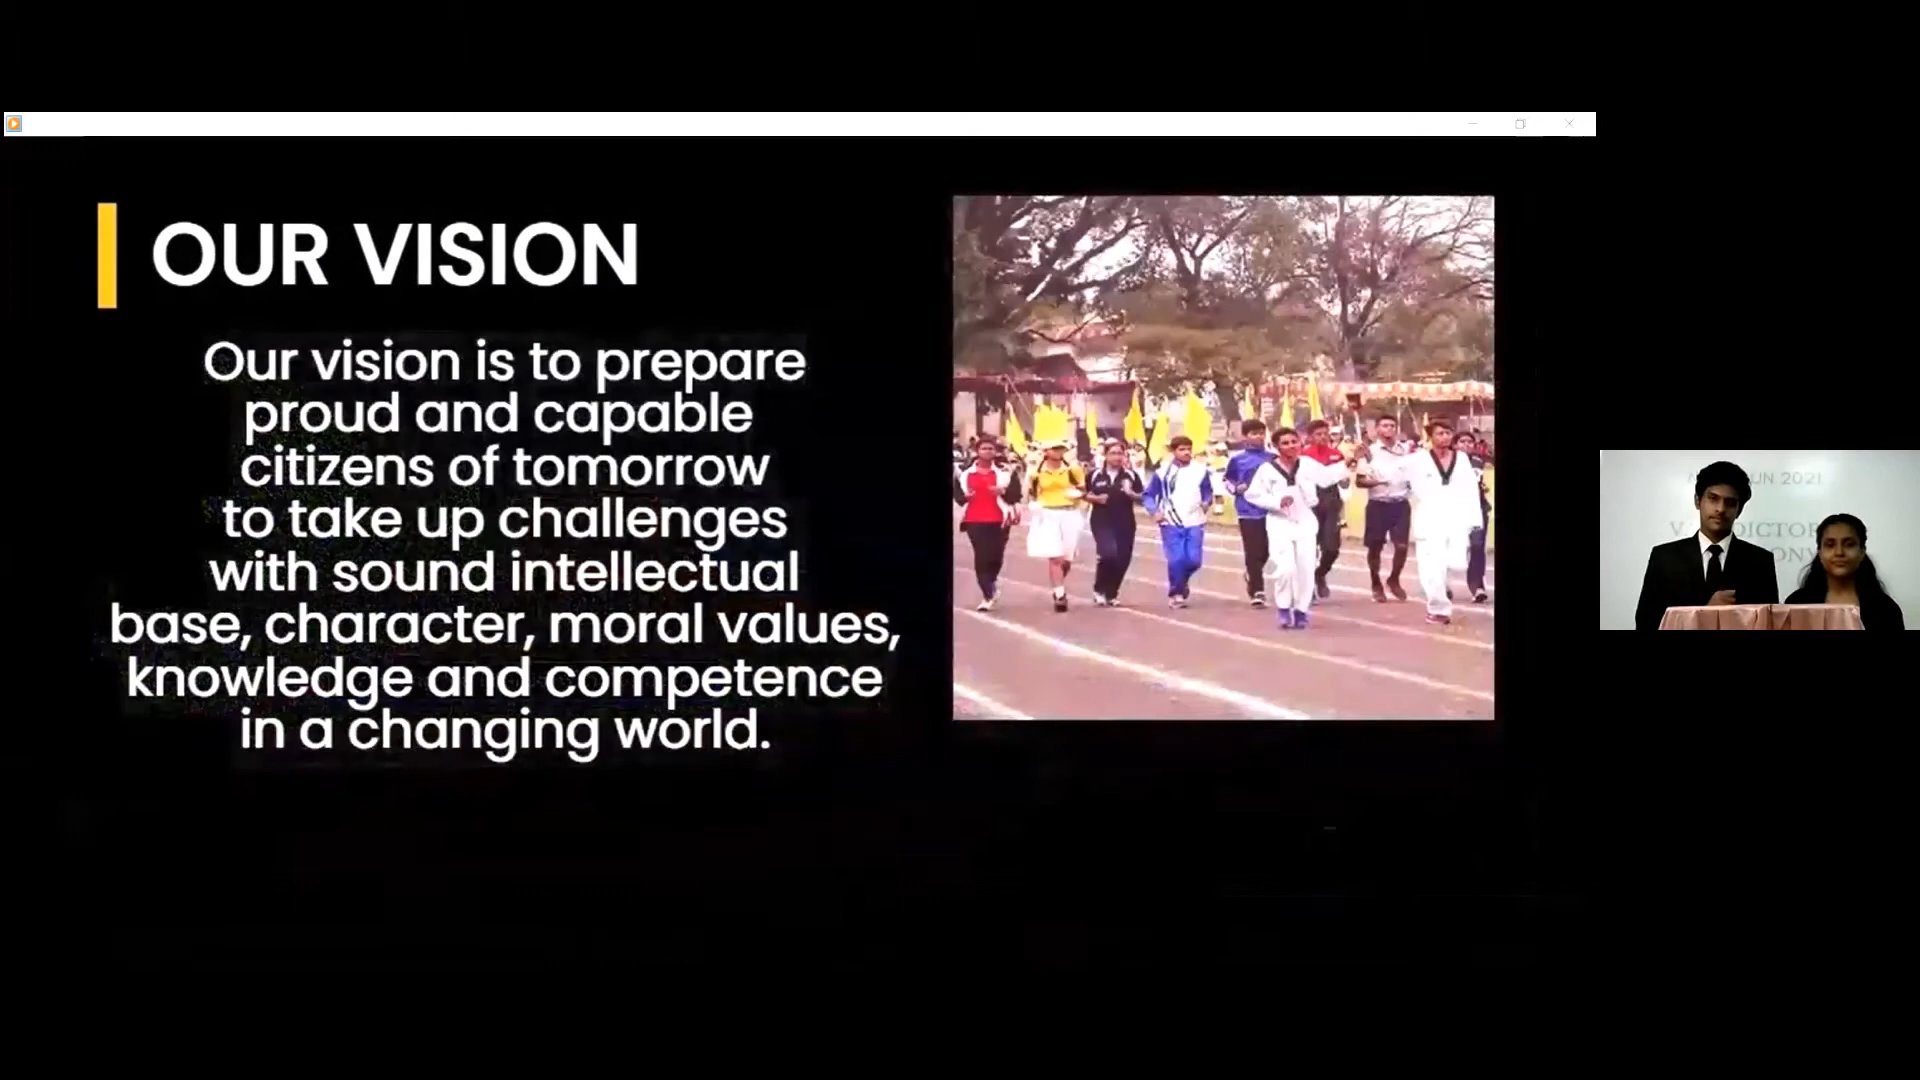 OUR VISION
Our vision is to prepare
proud and capable
citizens of tomorrow
to take up challenges
with sound intellectual
base, character, moral values,
knowledge and competence
in a changing world.
2021